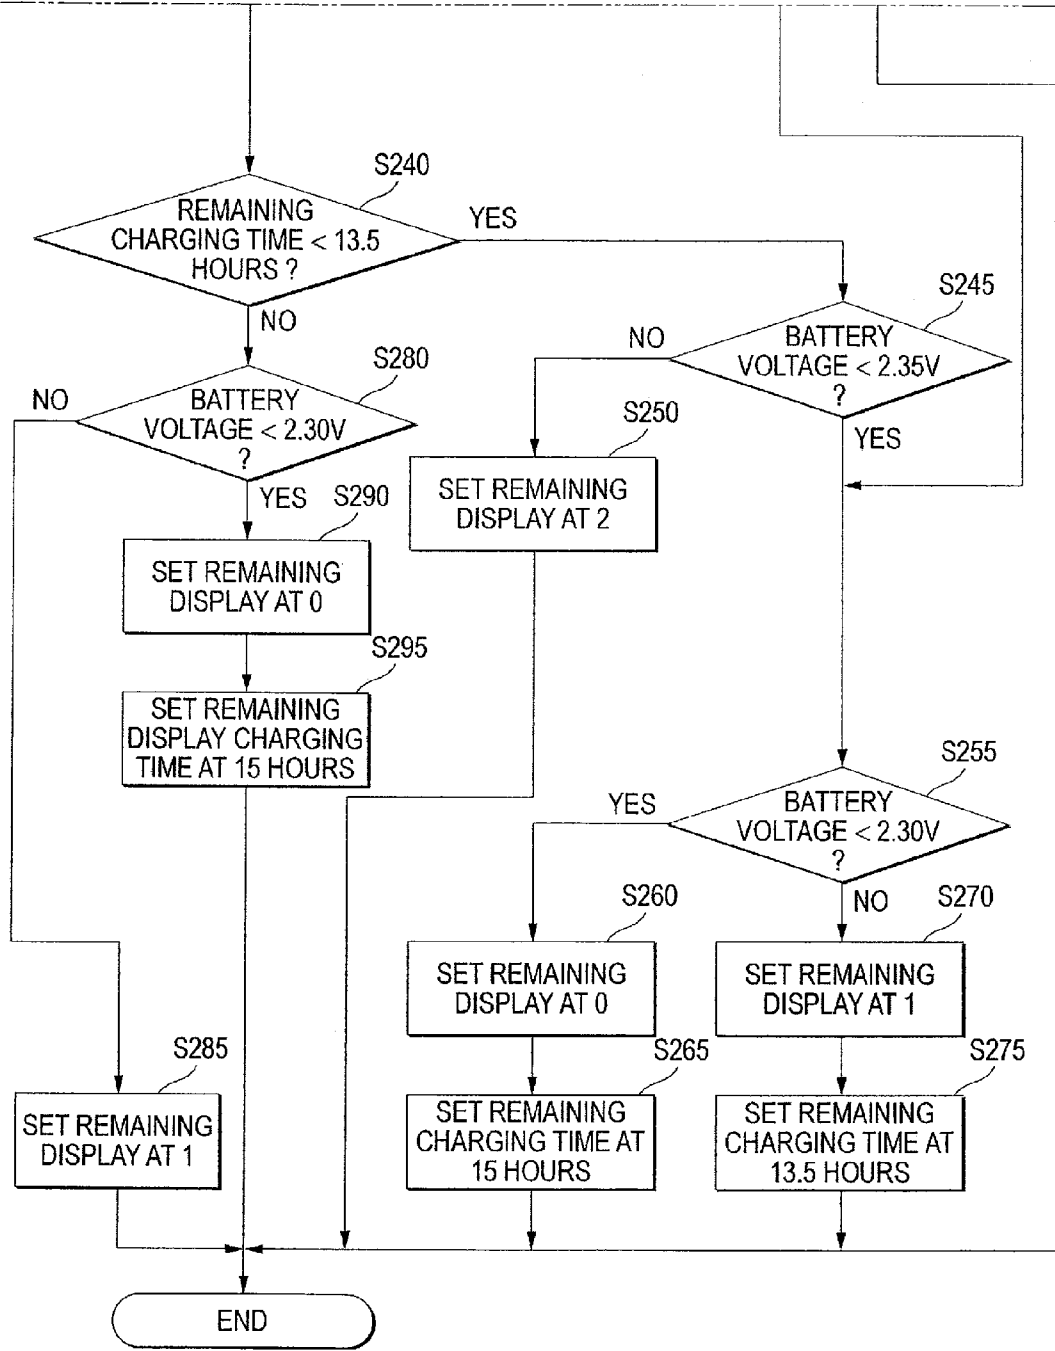 S240
REMAINING
CHARGING TIME < 13.5
HOURS ?
YES
NO
S245
BATTERY
VOLTAGE < 2.35V
?
NO
YES
S280
BATTERY
VOLTAGE < 2.30V
?
NO
YES
S250
SET REMAINING
DISPLAY AT 2
S290
SET REMAINING
DISPLAY AT 0
S295
SET REMAINING
DISPLAY CHARGING
TIME AT 15 HOURS
S255
BATTERY
VOLTAGE < 2.30V
?
YES
NO
S260
SET REMAINING
DISPLAY AT 0
S270
SET REMAINING
DISPLAY AT 1
S285
SET REMAINING
DISPLAY AT 1
S265
SET REMAINING
CHARGING TIME AT
15 HOURS
S275
SET REMAINING
CHARGING TIME AT
13.5 HOURS
END